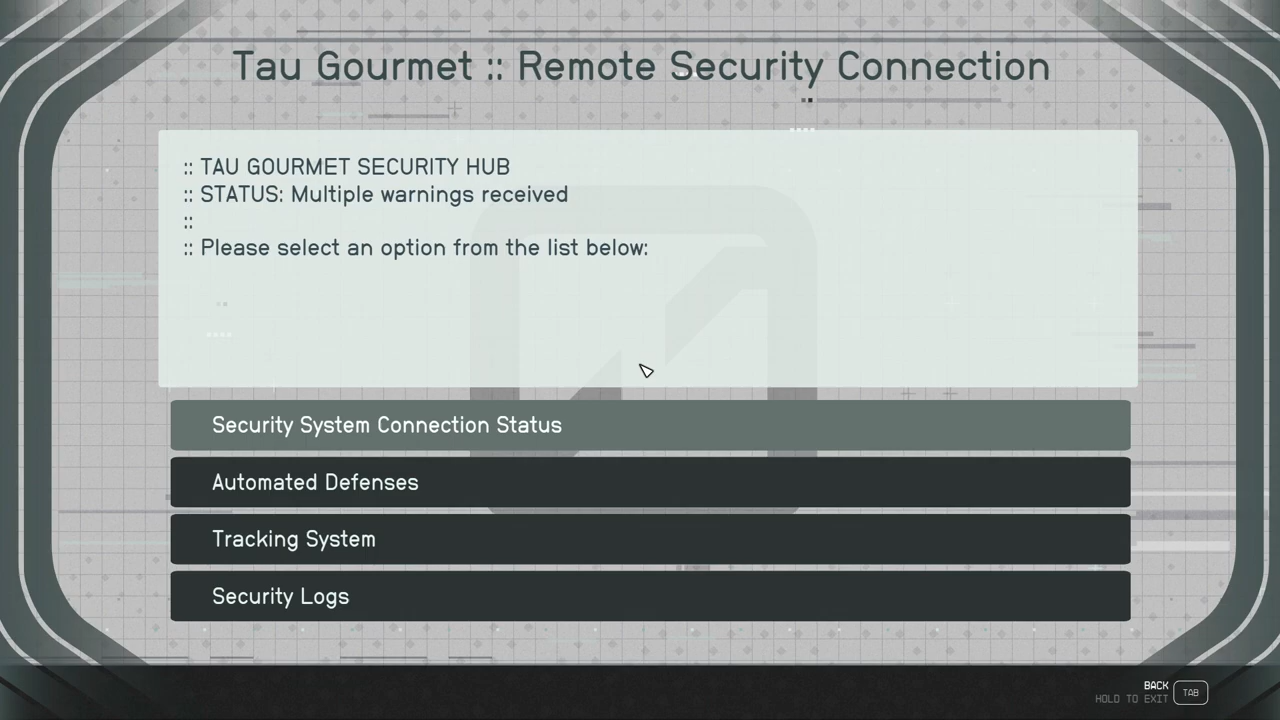 Tau Gourmet :: Remote Security Connection
:: TAU GOURMET SECURITY HUB
:: STATUS: Multiple warnings received
::
:: Please select an option from the list below:
Security System Connection Status
Automated Defenses
Tracking System
Security Logs
BACK
HOLD TO EXIT
TAB